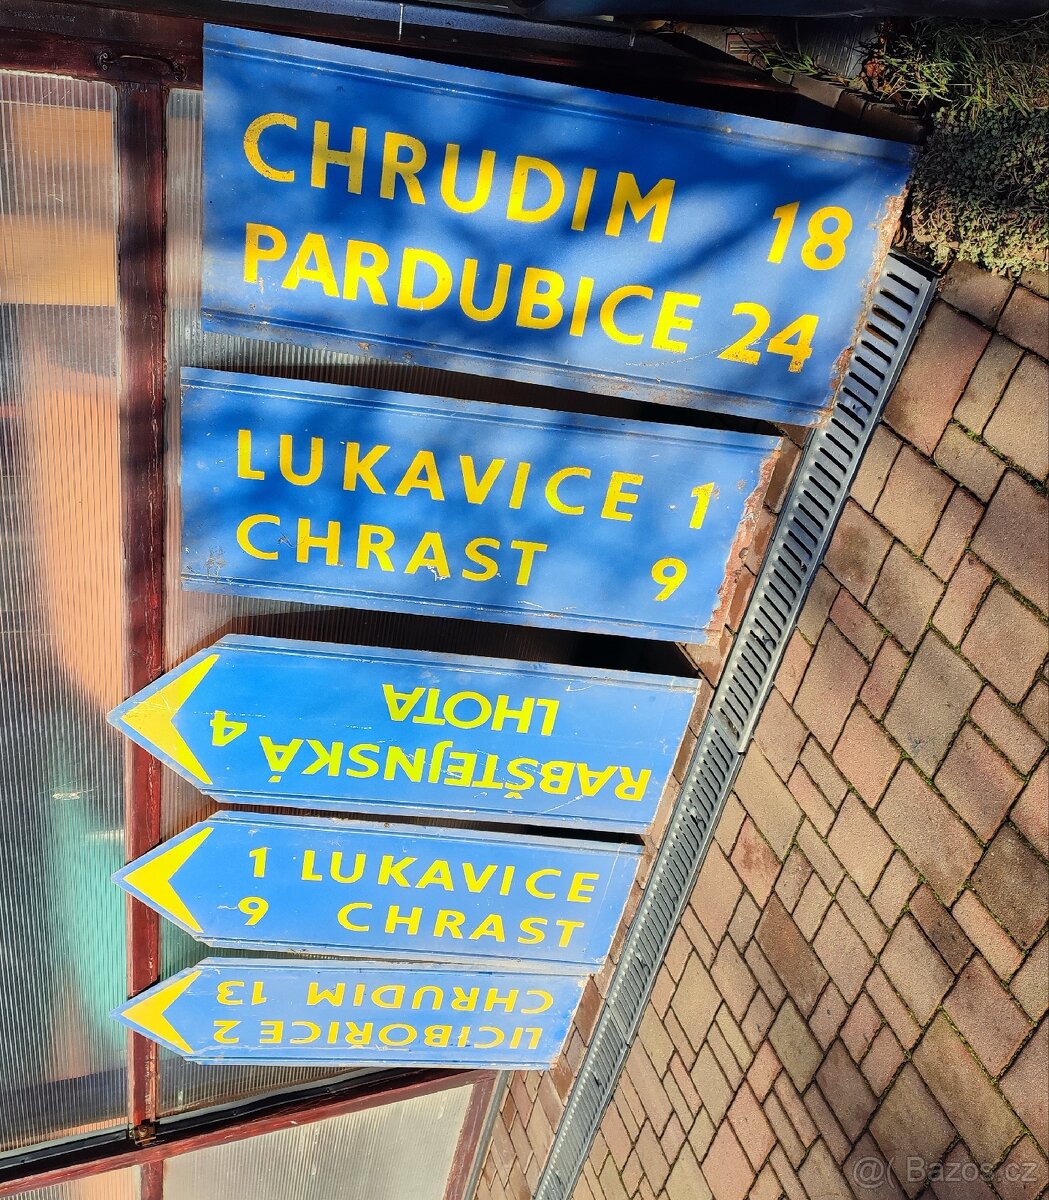 CHRUDIM 18
PARDUBICE 24
LUKAVICE 1
CHRAST 9
RABŠTEJNSKÁ 4
LHOTA
1 LUKAVICE
9 CHRAST
LICIBOŘICE 2
CHRUDIM 13
@( Bazos.cz